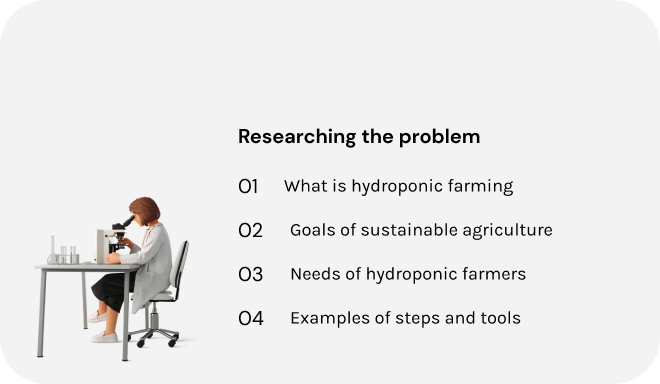 Researching the problem
01 What is hydroponic farming
02 Goals of sustainable agriculture
03 Needs of hydroponic farmers
04 Examples of steps and tools